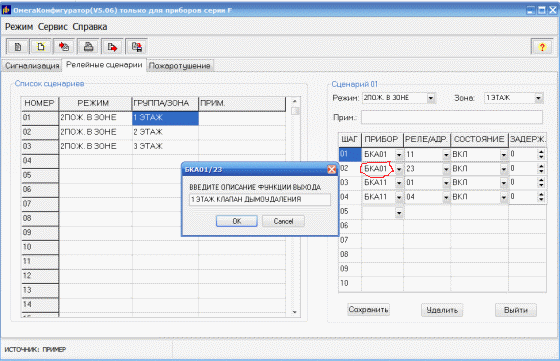 ОмегаКонфигуратор(V5.06) только для приборов серии F
Режим Сервис Справка
?
Сигнализация Релейные сценарии Пожаротушение
Список сценариев
НОМЕР РЕЖИМ ГРУППА/ЗОНА ПРИМ.
01 2ПОЖ. В ЗОНЕ 1 ЭТАЖ
02 2ПОЖ. В ЗОНЕ 2 ЭТАЖ
03 2ПОЖ. В ЗОНЕ 3 ЭТАЖ
04
05
06
07
08
09
10
11
12
13
14
Сценарий 01
Режим: 2ПОЖ. В ЗОНЕ Зона: 1 ЭТАЖ
Прим.:
ШАГ ПРИБОР РЕЛЕ/АДР. СОСТОЯНИЕ ЗАДЕРЖ.
01 БКА01 11 ВКЛ 0
02 БКА01 23 ВКЛ 0
03 БКА11 01 ВКЛ 0
04 БКА11 04 ВКЛ 0
05
06
07
08
09
10
Сохранить Удалить Выйти
БКА01/23
ВВЕДИТЕ ОПИСАНИЕ ФУНКЦИИ ВЫХОДА
1 ЭТАЖ КЛАПАН ДЫМОУДАЛЕНИЯ
OK Cancel
ИСТОЧНИК: ПРИМЕР